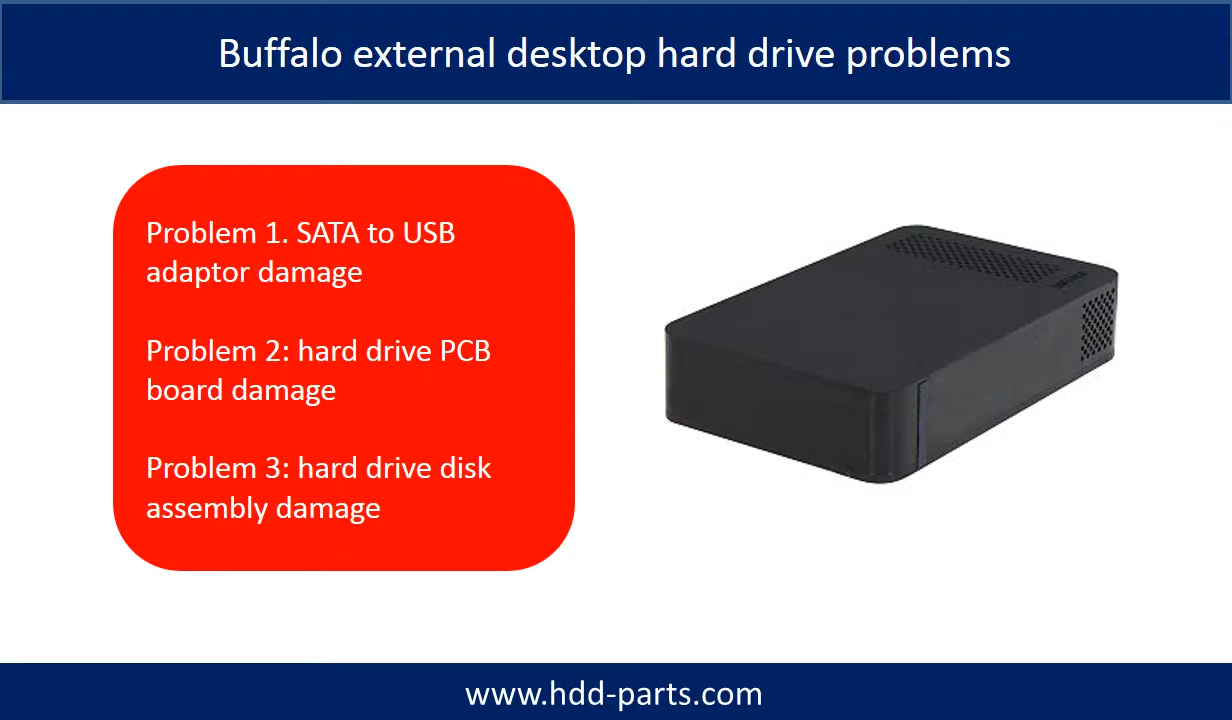 Buffalo external desktop hard drive problems
Problem 1. SATA to USB
adaptor damage
Problem 2: hard drive PCB
board damage
Problem 3: hard drive disk
assembly damage
www.hdd-parts.com